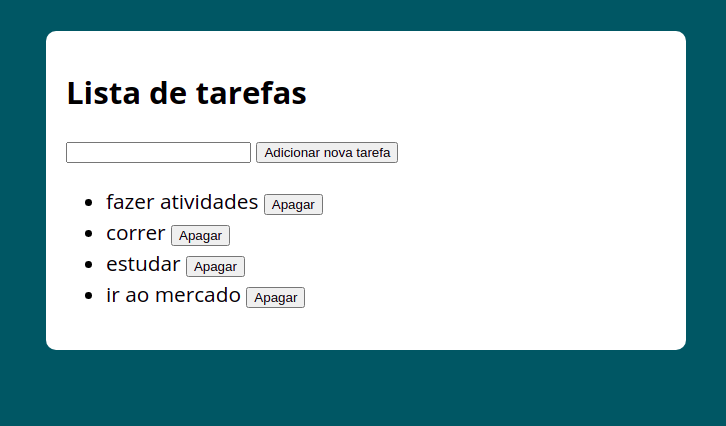 Lista de tarefas
Adicionar nova tarefa
fazer atividades Apagar
correr Apagar
estudar Apagar
ir ao mercado Apagar